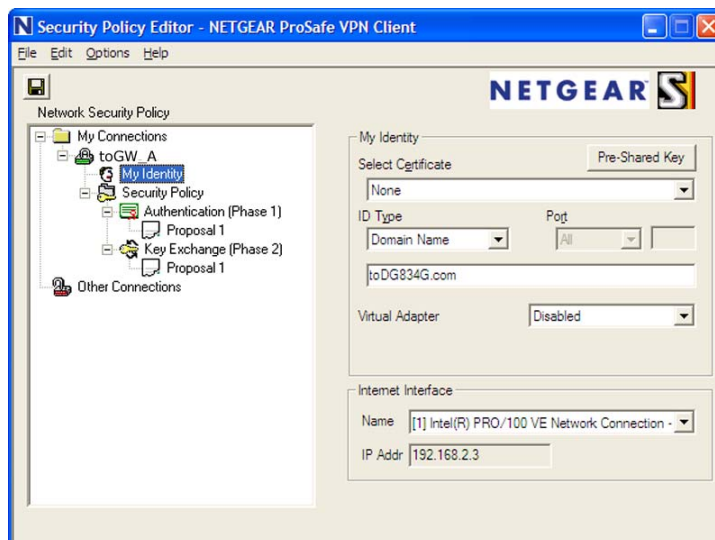 Security Policy Editor - NETGEAR ProSafe VPN Client
File Edit Options Help
NETGEAR
Network Security Policy
My Connections
toGW_A
My Identity
Security Policy
Authentication (Phase 1)
Proposal 1
Key Exchange (Phase 2)
Proposal 1
Other Connections
My Identity
Select Certificate
Pre-Shared Key
None
ID Type
Port
Domain Name
All
toDG834G.com
Virtual Adapter
Disabled
Internet Interface
Name
[1] Intel(R) PRO/100 VE Network Connection -
IP Addr
192.168.2.3